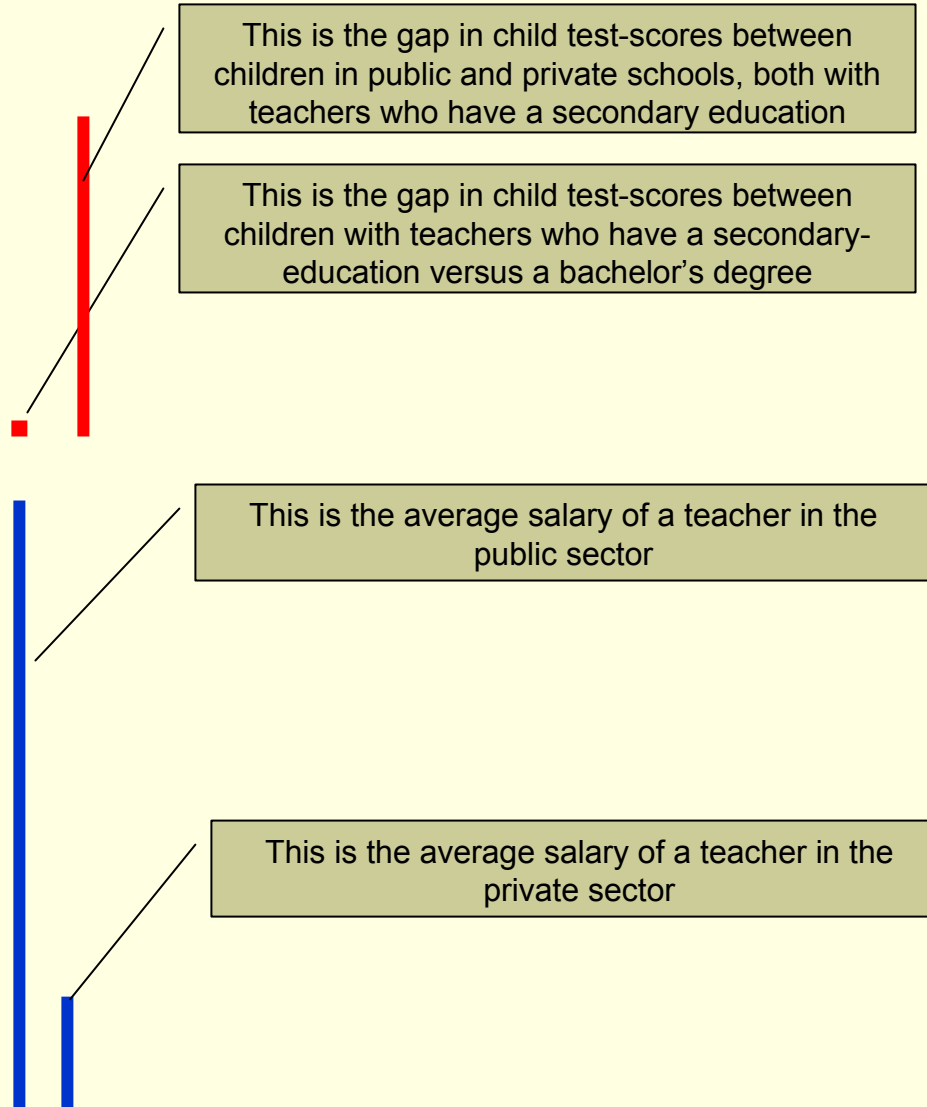 This is the gap in child test-scores between
children in public and private schools, both with
teachers who have a secondary education
This is the gap in child test-scores between
children with teachers who have a secondary-
education versus a bachelor’s degree
This is the average salary of a teacher in the
public sector
This is the average salary of a teacher in the
private sector